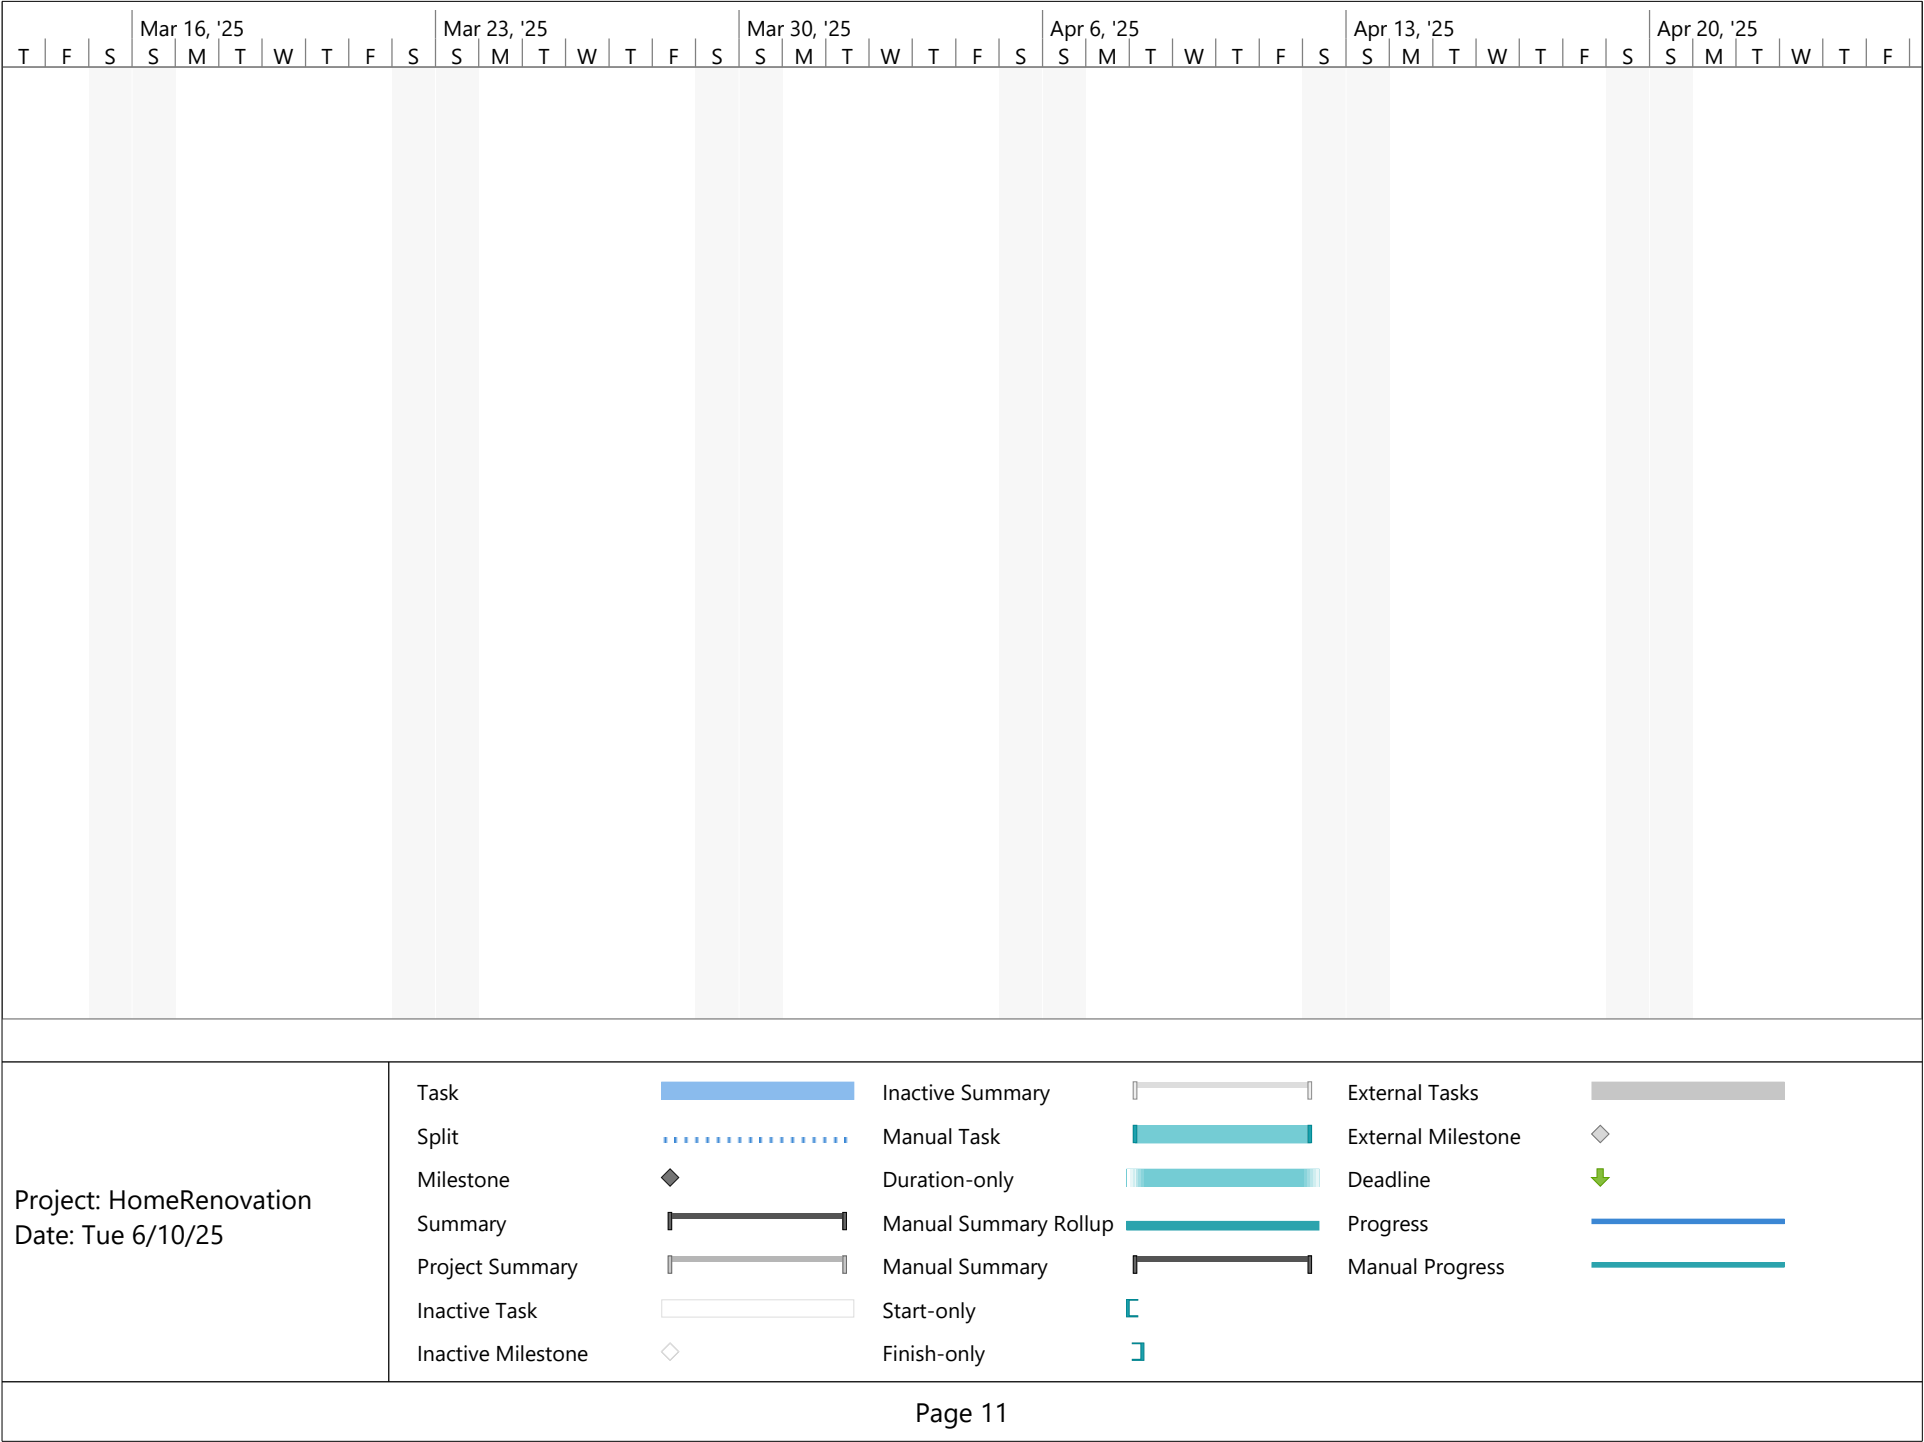 Mar 16, '25 Mar 23, '25 Mar 30, '25 Apr 6, '25 Apr 13, '25 Apr 20, '25
T F S S M T W T F S S M T W T F S S M T W T F S S M T W T F S S M T W T F S S M T W T F
Task Inactive Summary External Tasks
Split Manual Task External Milestone
Milestone Duration-only Deadline
Project: HomeRenovation
Date: Tue 6/10/25
Summary Manual Summary Rollup Progress
Project Summary Manual Summary Manual Progress
Inactive Task Start-only
Inactive Milestone Finish-only
Page 11